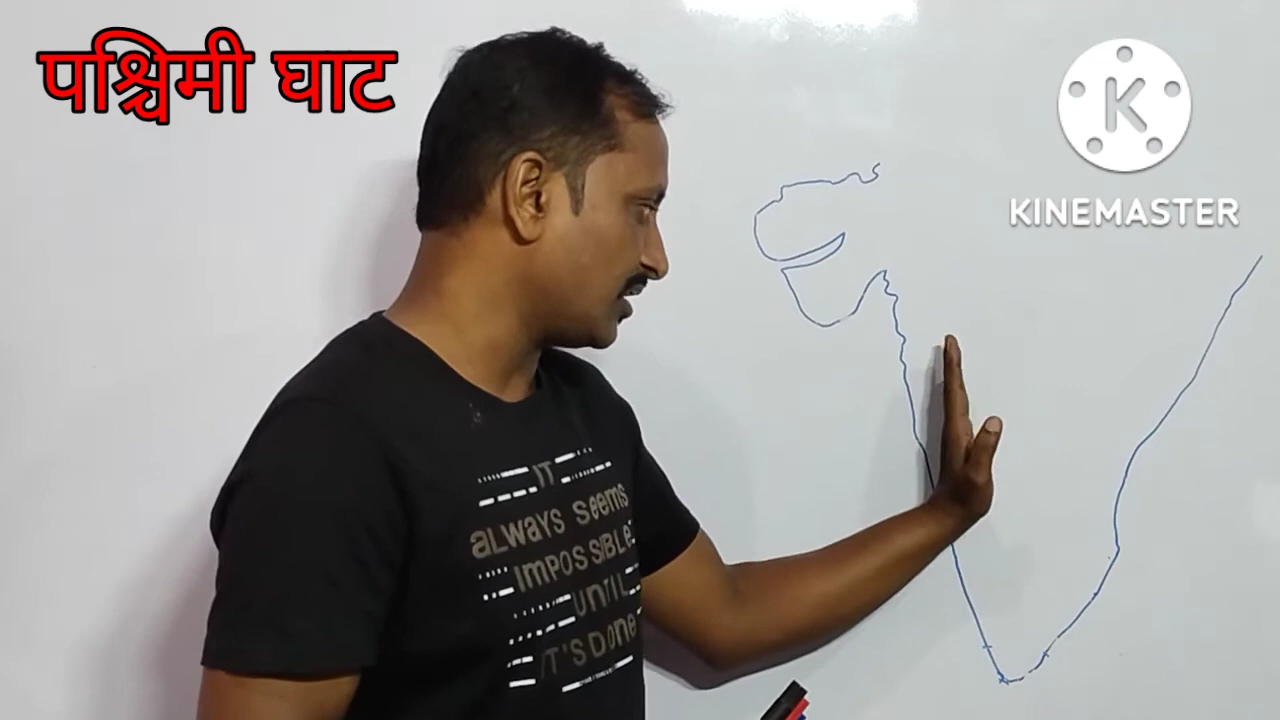 पश्चिमी घाट
K
KINEMASTER
IT
aLwaYS seems
ImPOSSIBLe
UNTIL
IT'S DOne